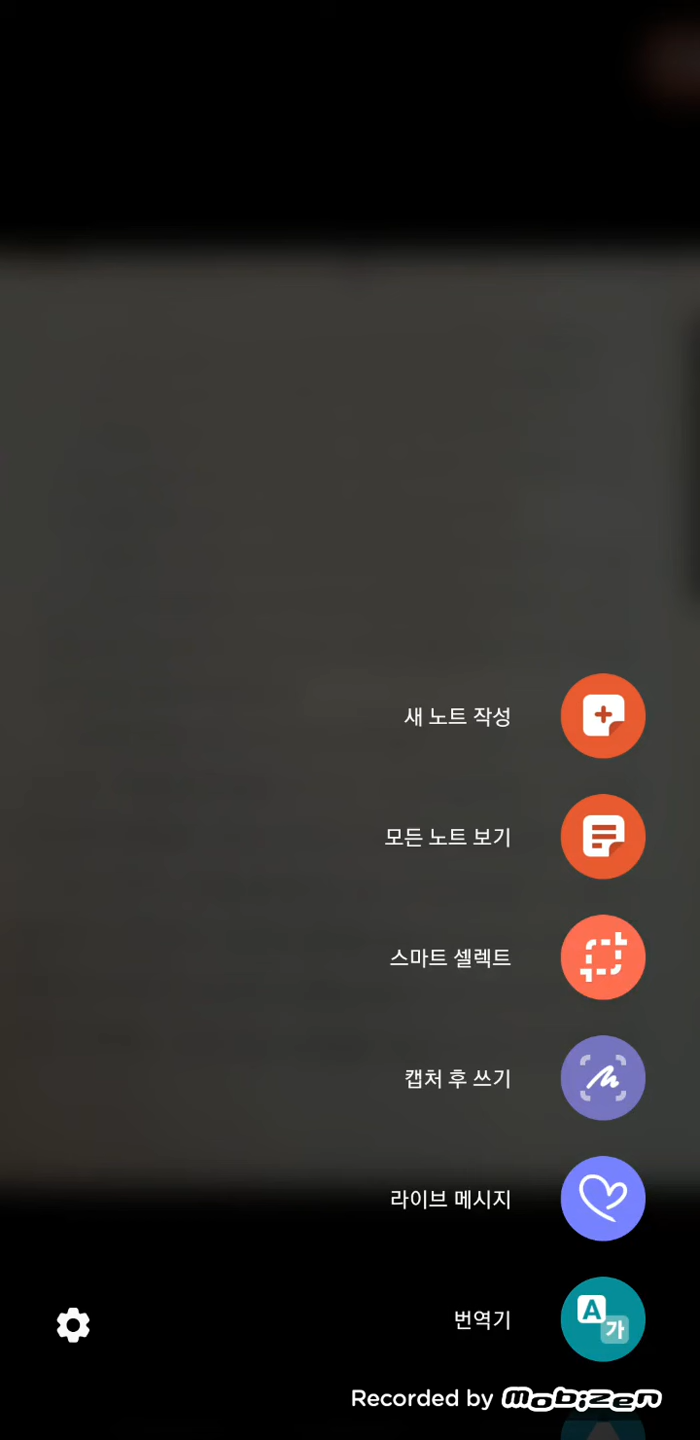 새 노트 작성
모든 노트 보기
스마트 셀렉트
캡처 후 쓰기
라이브 메시지
A
가
번역기
Recorded by mobizen